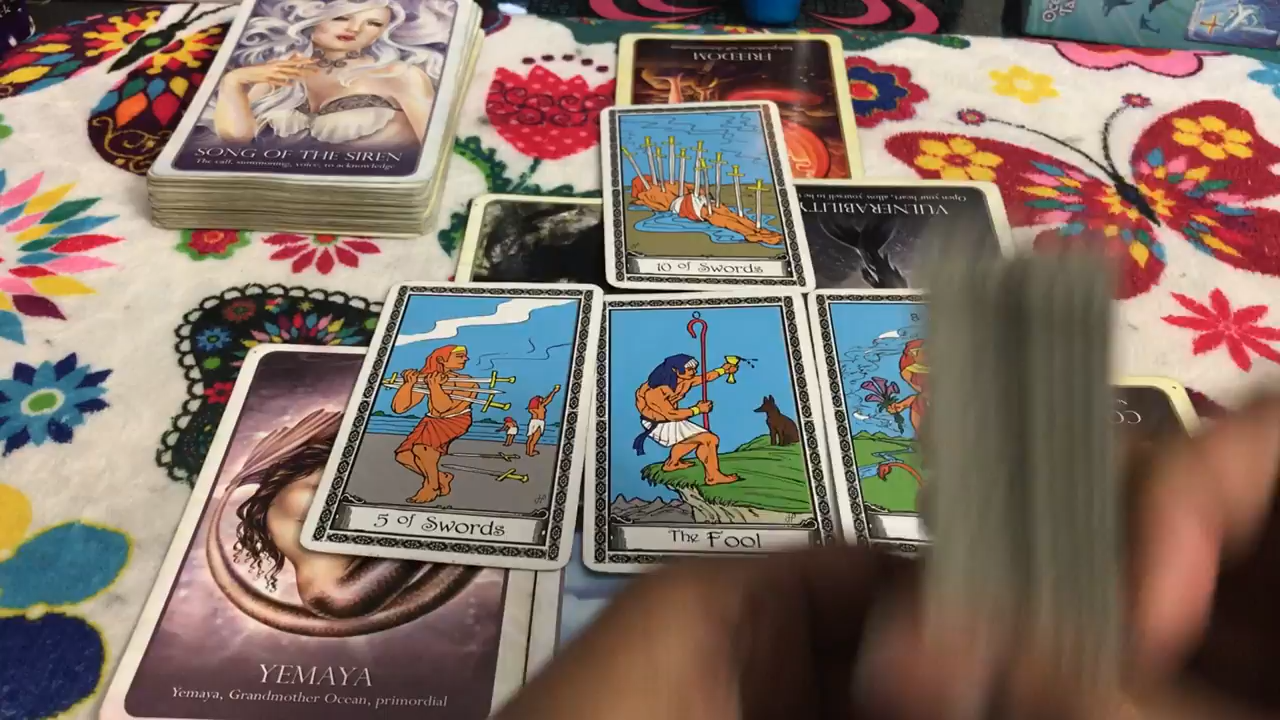 SONG OF THE SIREN
The call, summoning, voice, to acknowledge
FREEDOM
VULNERABILITY
Open your heart, allow yourself to be
10 of Swords
5 of Swords
The Fool
YEMAYA
Yemaya, Grandmother Ocean, primordial